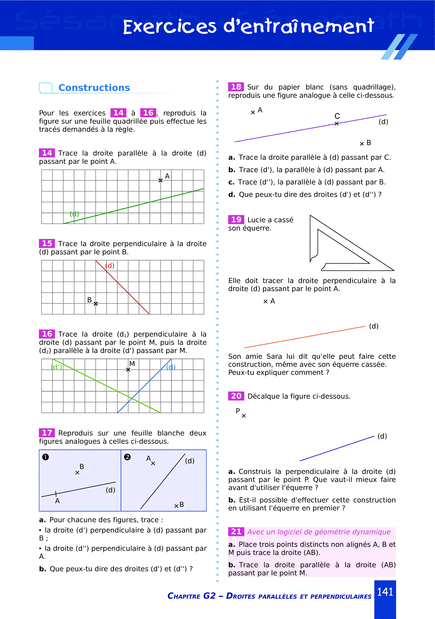 Exercices d'entraînement
Constructions
Pour les exercices 14 à 16, reproduis la
figure sur une feuille quadrillée puis effectue les
tracés demandés à la règle.
14 Trace la droite parallèle à la droite (d)
passant par le point A.
A
(d)
15 Trace la droite perpendiculaire à la droite
(d) passant par le point B.
(d)
B
16 Trace la droite (d₂) perpendiculaire à la
droite (d) passant par le point M, puis la droite
(d₃) parallèle à la droite (d') passant par M.
(d')
M
(d)
17 Reproduis sur une feuille blanche deux
figures analogues à celles ci-dessous.
1
B
(d)
A
2
A
(d)
B
a. Pour chacune des figures, trace :
• la droite (d') perpendiculaire à (d) passant par
B ;
• la droite (d'') perpendiculaire à (d) passant par
A.
b. Que peux-tu dire des droites (d') et (d'') ?
18 Sur du papier blanc (sans quadrillage),
reproduis une figure analogue à celle ci-dessous.
A
C
(d)
B
a. Trace la droite parallèle à (d) passant par C.
b. Trace (d'), la parallèle à (d) passant par A.
c. Trace (d''), la parallèle à (d) passant par B.
d. Que peux-tu dire des droites (d') et (d'') ?
19 Lucie a cassé
son équerre.
Elle doit tracer la droite perpendiculaire à la
droite (d) passant par le point A.
A
(d)
Son amie Sara lui dit qu'elle peut faire cette
construction, même avec son équerre cassée.
Peux-tu expliquer comment ?
20 Décalque la figure ci-dessous.
P
(d)
a. Construis la perpendiculaire à la droite (d)
passant par le point P. Que vaut-il mieux faire
avant d'utiliser l'équerre ?
b. Est-il possible d'effectuer cette construction
en utilisant l'équerre en premier ?
21 Avec un logiciel de géométrie dynamique
a. Place trois points distincts non alignés A, B et
M puis trace la droite (AB).
b. Trace la droite parallèle à la droite (AB)
passant par le point M.
CHAPITRE G2 – DROITES PARALLÈLES ET PERPENDICULAIRES 141